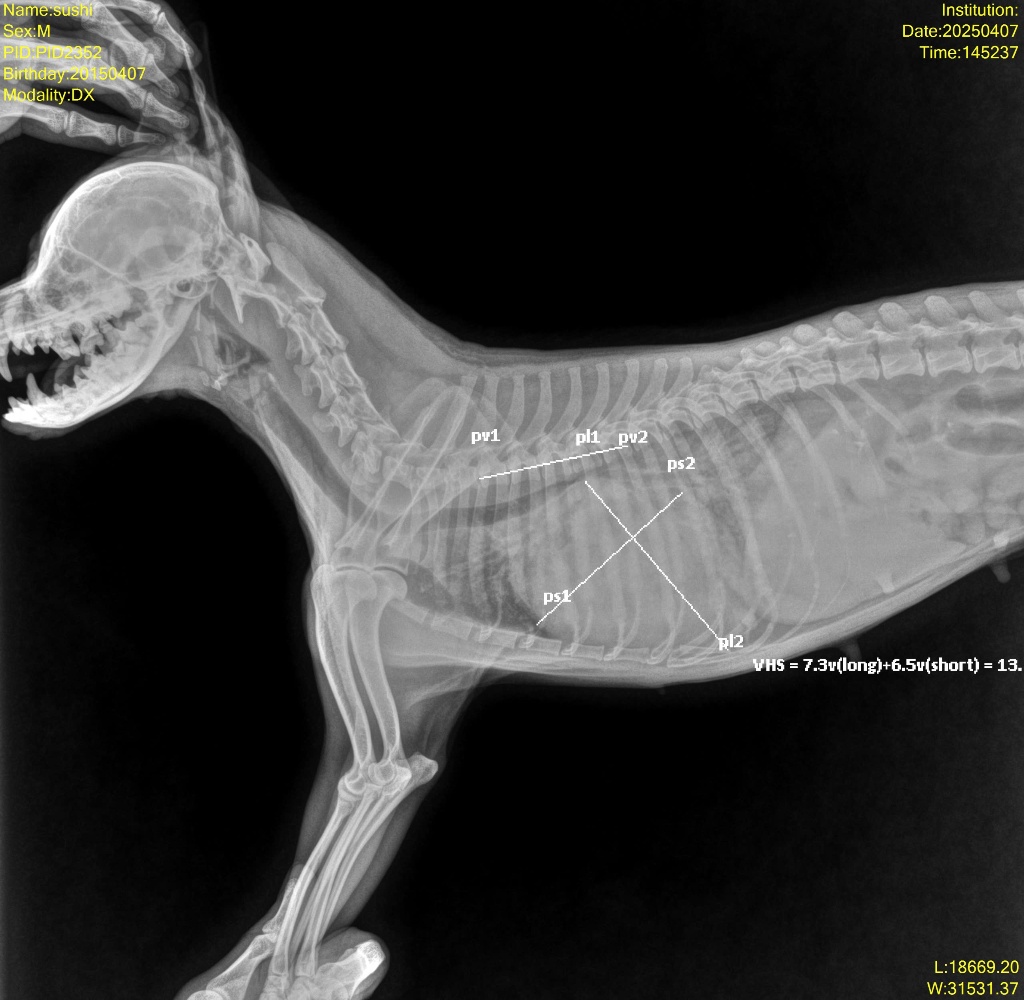 Name:sushi
Sex:M
PID:PID2352
Birthday:20150407
Modality:DX
Institution:
Date:20250407
Time:145237
pv1
pl1
pv2
ps2
ps1
pl2
VHS = 7.3v(long)+6.5v(short) = 13.
L:18669.20
W:31531.37